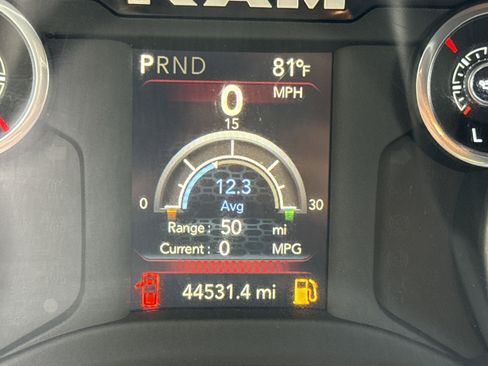 RAM
PRND 81°F
0 MPH
15
0 12.3 30
Avg
Range: 50 mi
Current: 0 MPG
44531.4 mi
L